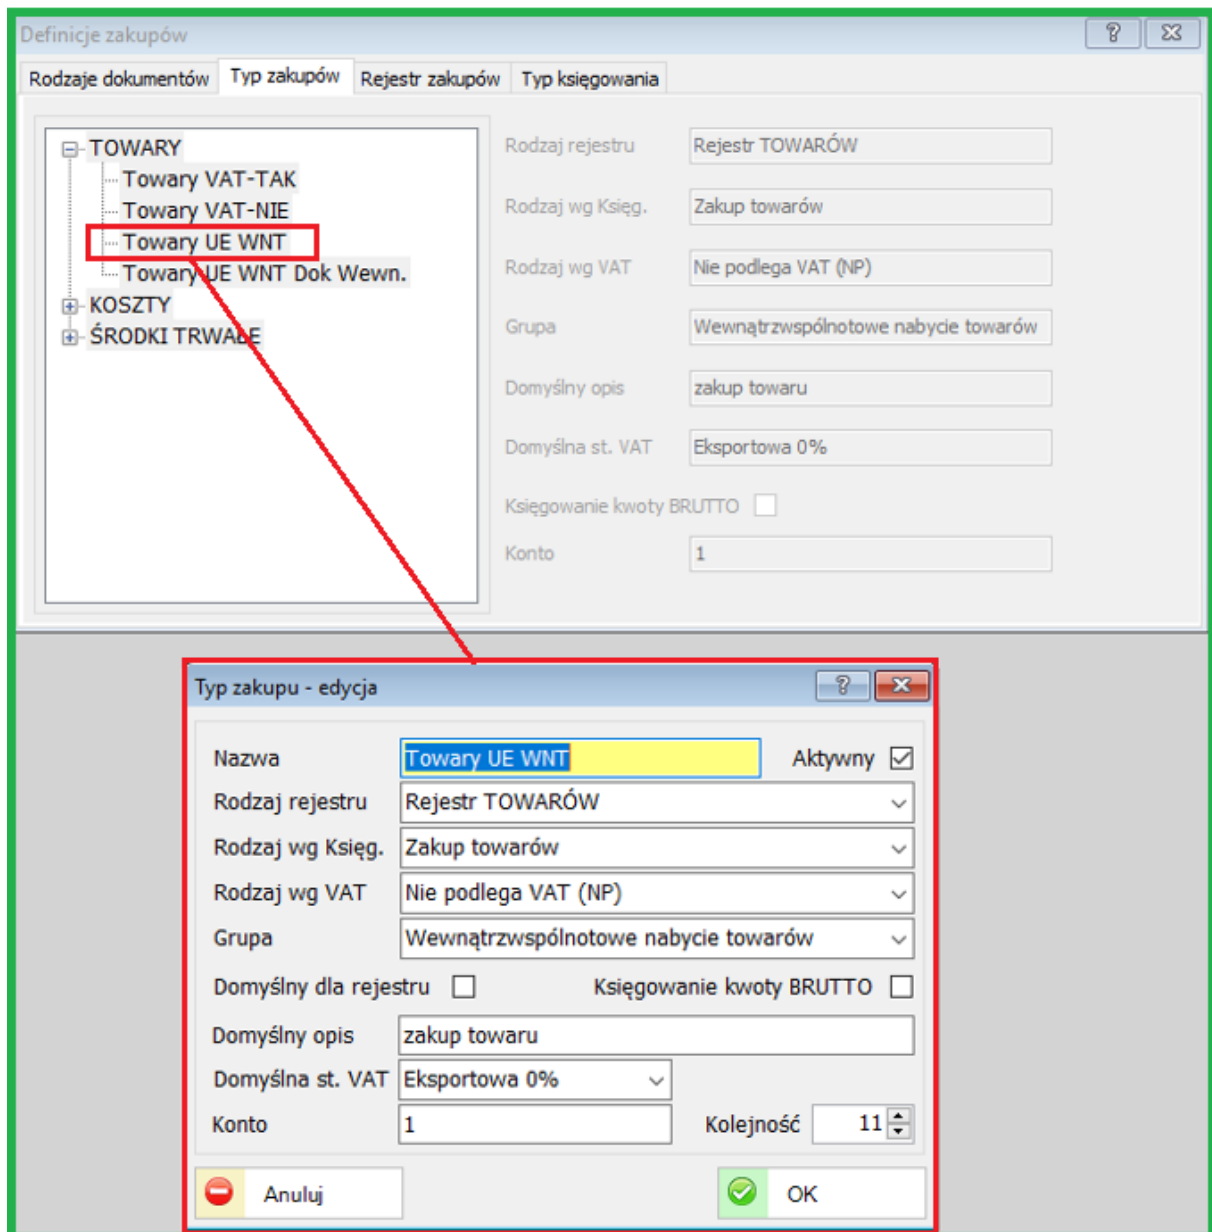 Definicje zakupów
Rodzaje dokumentów Typ zakupów Rejestr zakupów Typ księgowania
TOWARY
Towary VAT-TAK
Towary VAT-NIE
Towary UE WNT
Towary UE WNT Dok Wewn.
KOSZTY
ŚRODKI TRWAŁE
Rodzaj rejestru Rejestr TOWARÓW
Rodzaj wg Księg. Zakup towarów
Rodzaj wg VAT Nie podlega VAT (NP)
Grupa Wewnątrzwspólnotowe nabycie towarów
Domyślny opis zakup towaru
Domyślna st. VAT Eksportowa 0%
Księgowanie kwoty BRUTTO
Konto 1
Typ zakupu - edycja
Nazwa Towary UE WNT Aktywny
Rodzaj rejestru Rejestr TOWARÓW
Rodzaj wg Księg. Zakup towarów
Rodzaj wg VAT Nie podlega VAT (NP)
Grupa Wewnątrzwspólnotowe nabycie towarów
Domyślny dla rejestru Księgowanie kwoty BRUTTO
Domyślny opis zakup towaru
Domyślna st. VAT Eksportowa 0%
Konto 1 Kolejność 11
Anuluj OK